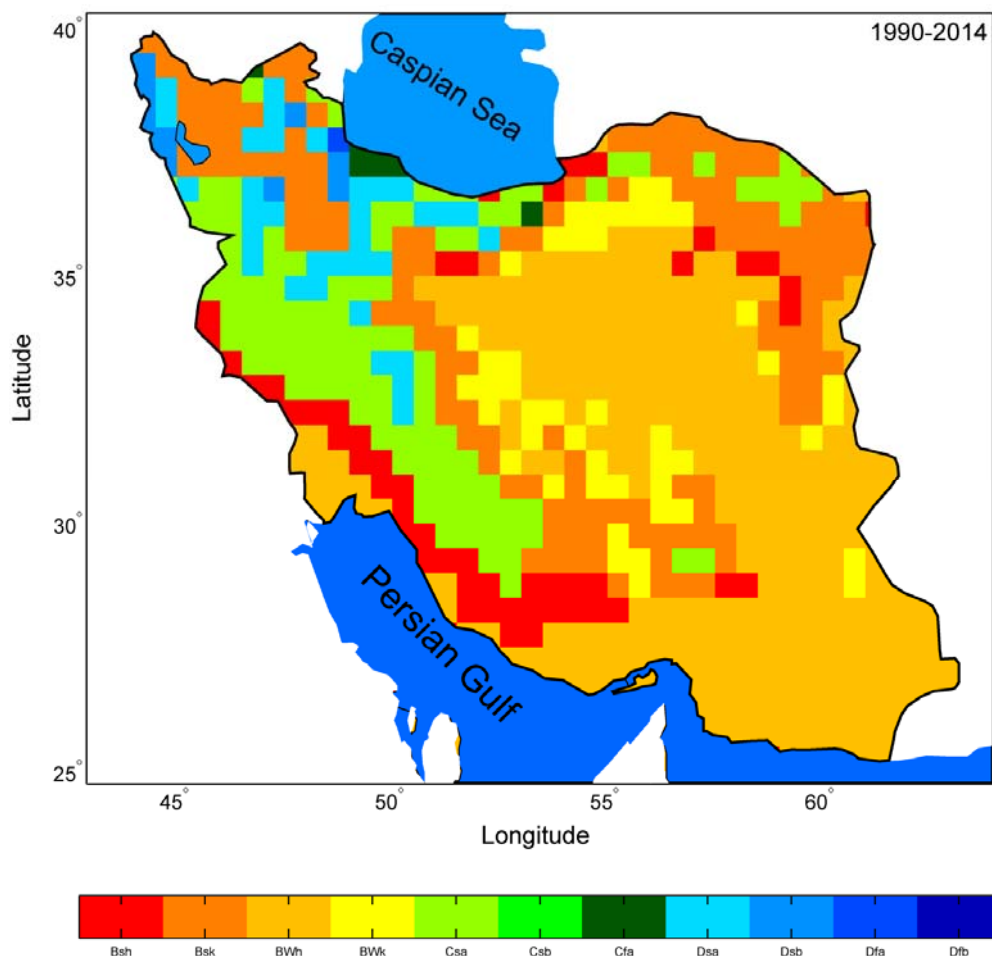 1990-2014
40°
35°
30°
25°
Latitude
Caspian Sea
Persian Gulf
45° 50° 55° 60°
Longitude
Bsh Bsk BWh BWk Csa Csb Cfa Dsa Dsb Dfa Dfb